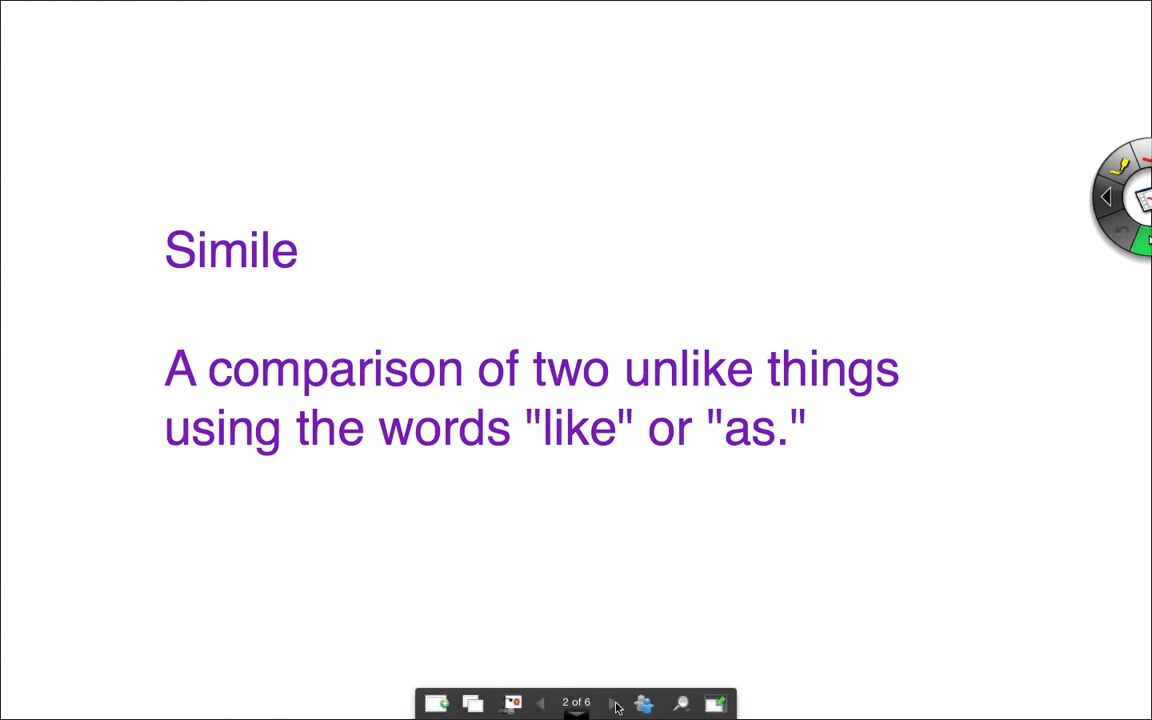 Simile
A comparison of two unlike things
using the words "like" or "as."
2 of 6